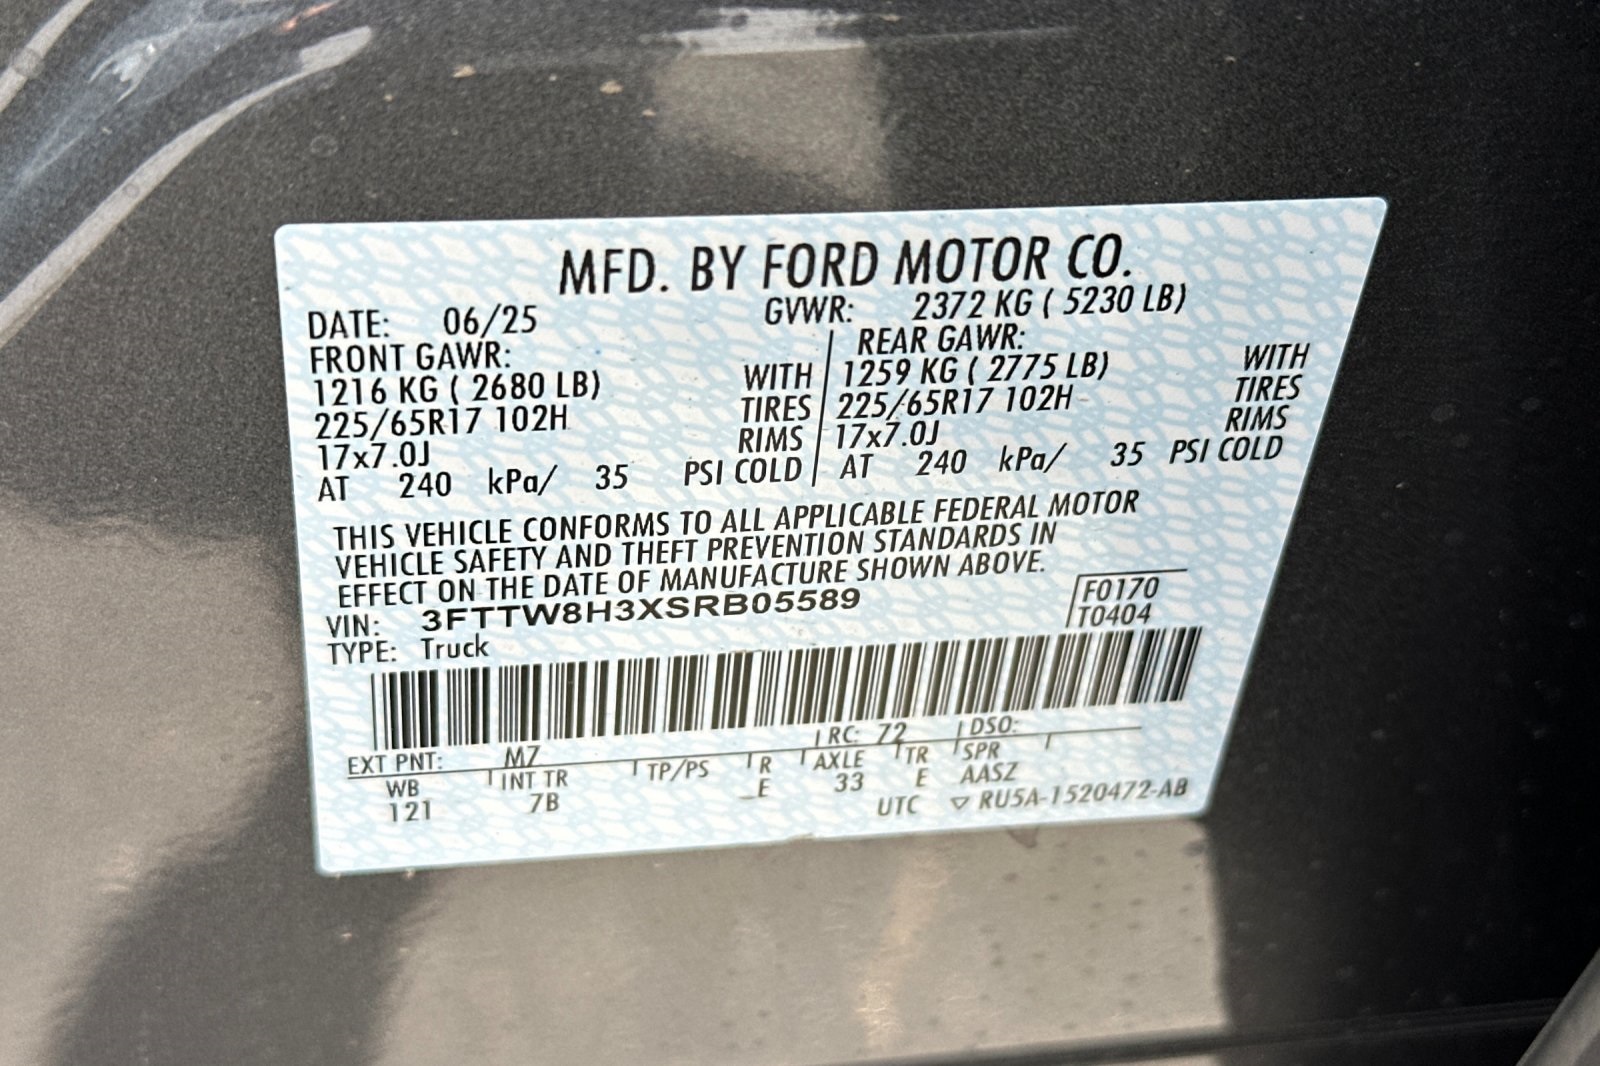 MFD. BY FORD MOTOR CO.
DATE: 06/25 GVWR: 2372 KG ( 5230 LB)
FRONT GAWR: REAR GAWR:
1216 KG ( 2680 LB) WITH 1259 KG ( 2775 LB) WITH
225/65R17 102H TIRES 225/65R17 102H TIRES
17x7.0J RIMS 17x7.0J RIMS
AT 240 kPa/ 35 PSI COLD AT 240 kPa/ 35 PSI COLD
THIS VEHICLE CONFORMS TO ALL APPLICABLE FEDERAL MOTOR
VEHICLE SAFETY AND THEFT PREVENTION STANDARDS IN
EFFECT ON THE DATE OF MANUFACTURE SHOWN ABOVE.
VIN: 3FTTW8H3XSRB05589 F0170
TYPE: Truck T0404
EXT PNT: M7 RC: 72 DSO:
WB INT TR TP/PS R AXLE TR SPR
121 7B _E 33 E AASZ
UTC ▽ RU5A-1520472-AB